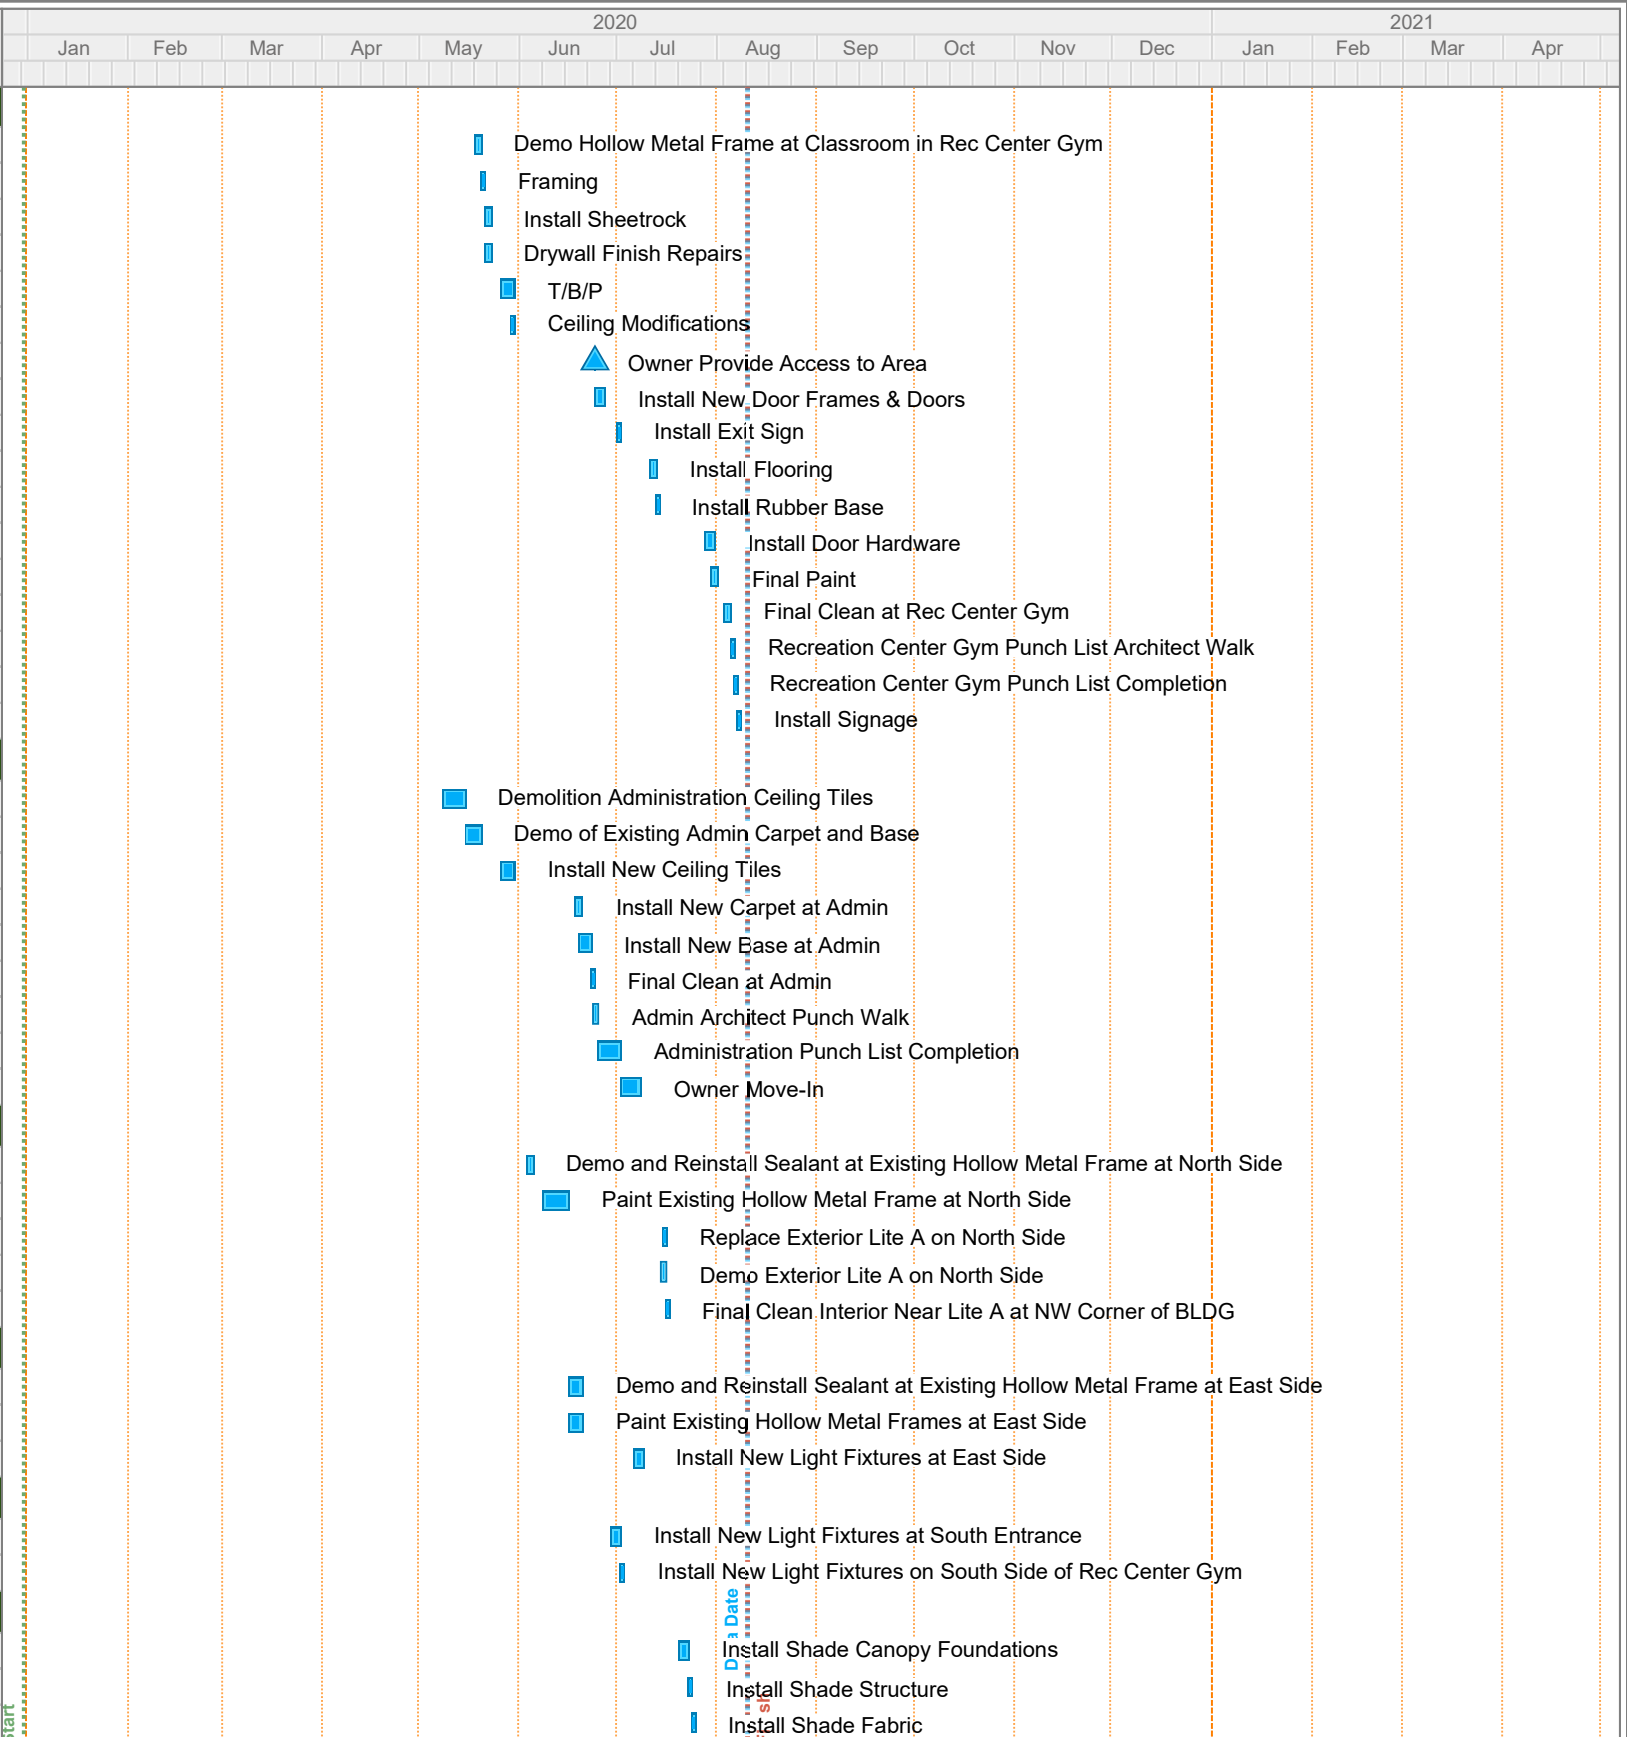 2020 2021
Jan Feb Mar Apr May Jun Jul Aug Sep Oct Nov Dec Jan Feb Mar Apr
Demo Hollow Metal Frame at Classroom in Rec Center Gym
Framing
Install Sheetrock
Drywall Finish Repairs
T/B/P
Ceiling Modifications
Owner Provide Access to Area
Install New Door Frames & Doors
Install Exit Sign
Install Flooring
Install Rubber Base
Install Door Hardware
Final Paint
Final Clean at Rec Center Gym
Recreation Center Gym Punch List Architect Walk
Recreation Center Gym Punch List Completion
Install Signage
Demolition Administration Ceiling Tiles
Demo of Existing Admin Carpet and Base
Install New Ceiling Tiles
Install New Carpet at Admin
Install New Base at Admin
Final Clean at Admin
Admin Architect Punch Walk
Administration Punch List Completion
Owner Move-In
Demo and Reinstall Sealant at Existing Hollow Metal Frame at North Side
Paint Existing Hollow Metal Frame at North Side
Replace Exterior Lite A on North Side
Demo Exterior Lite A on North Side
Final Clean Interior Near Lite A at NW Corner of BLDG
Demo and Reinstall Sealant at Existing Hollow Metal Frame at East Side
Paint Existing Hollow Metal Frames at East Side
Install New Light Fixtures at East Side
Install New Light Fixtures at South Entrance
Install New Light Fixtures on South Side of Rec Center Gym
Date
Install Shade Canopy Foundations
Install Shade Structure
Install Shade Fabric